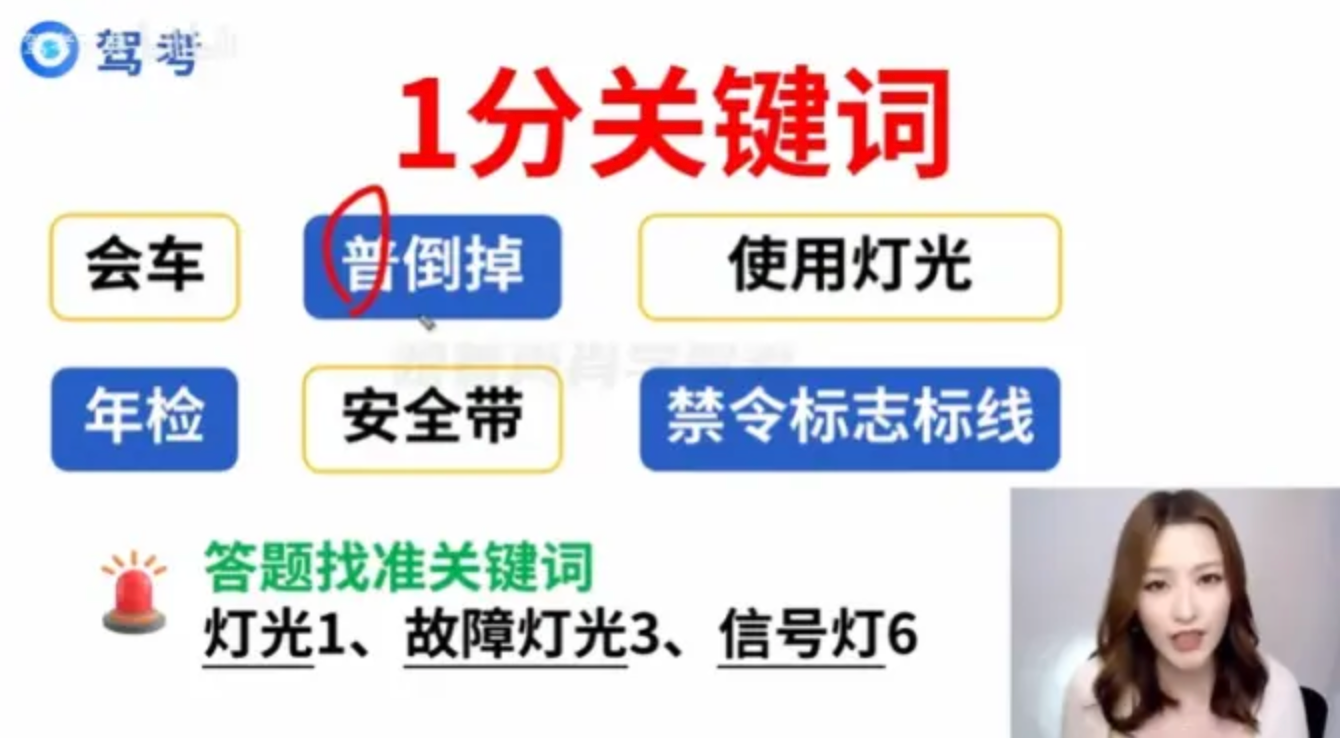 驾考
1分关键词
会车 普倒掉 使用灯光
年检 安全带 禁令标志标线
答题找准关键词
灯光1、故障灯光3、信号灯6